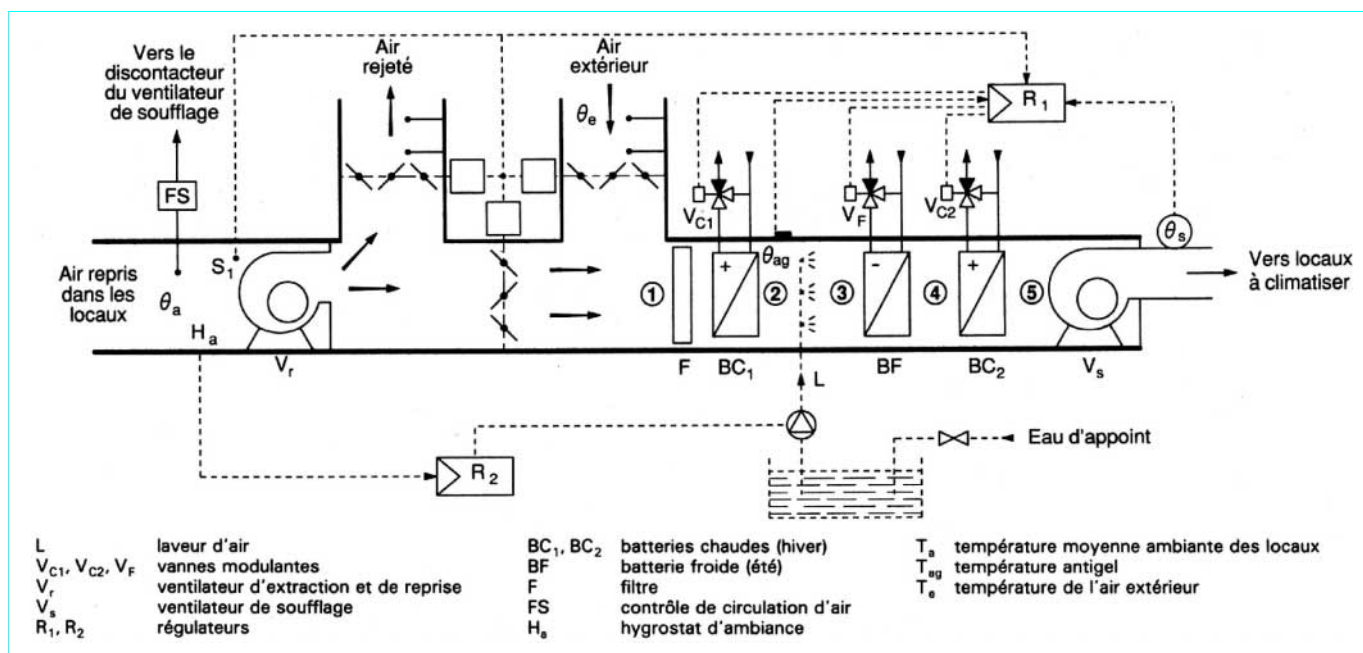 Vers le
discontacteur
du ventilateur
de soufflage
Air
rejeté
Air
extérieur
θe
R1
FS
VC1
VF
VC2
θs
Air repris
dans les
locaux
θa
S1
Ha
Vr
1
+
2
θag
3
-
4
+
5
Vers locaux
à climatiser
F
BC1
BF
BC2
Vs
L
Eau d'appoint
R2
L laveur d'air
VC1, VC2, VF vannes modulantes
Vr ventilateur d'extraction et de reprise
Vs ventilateur de soufflage
R1, R2 régulateurs
BC1, BC2 batteries chaudes (hiver)
BF batterie froide (été)
F filtre
FS contrôle de circulation d'air
Ha hygrostat d'ambiance
Ta température moyenne ambiante des locaux
Tag température antigel
Te température de l'air extérieur